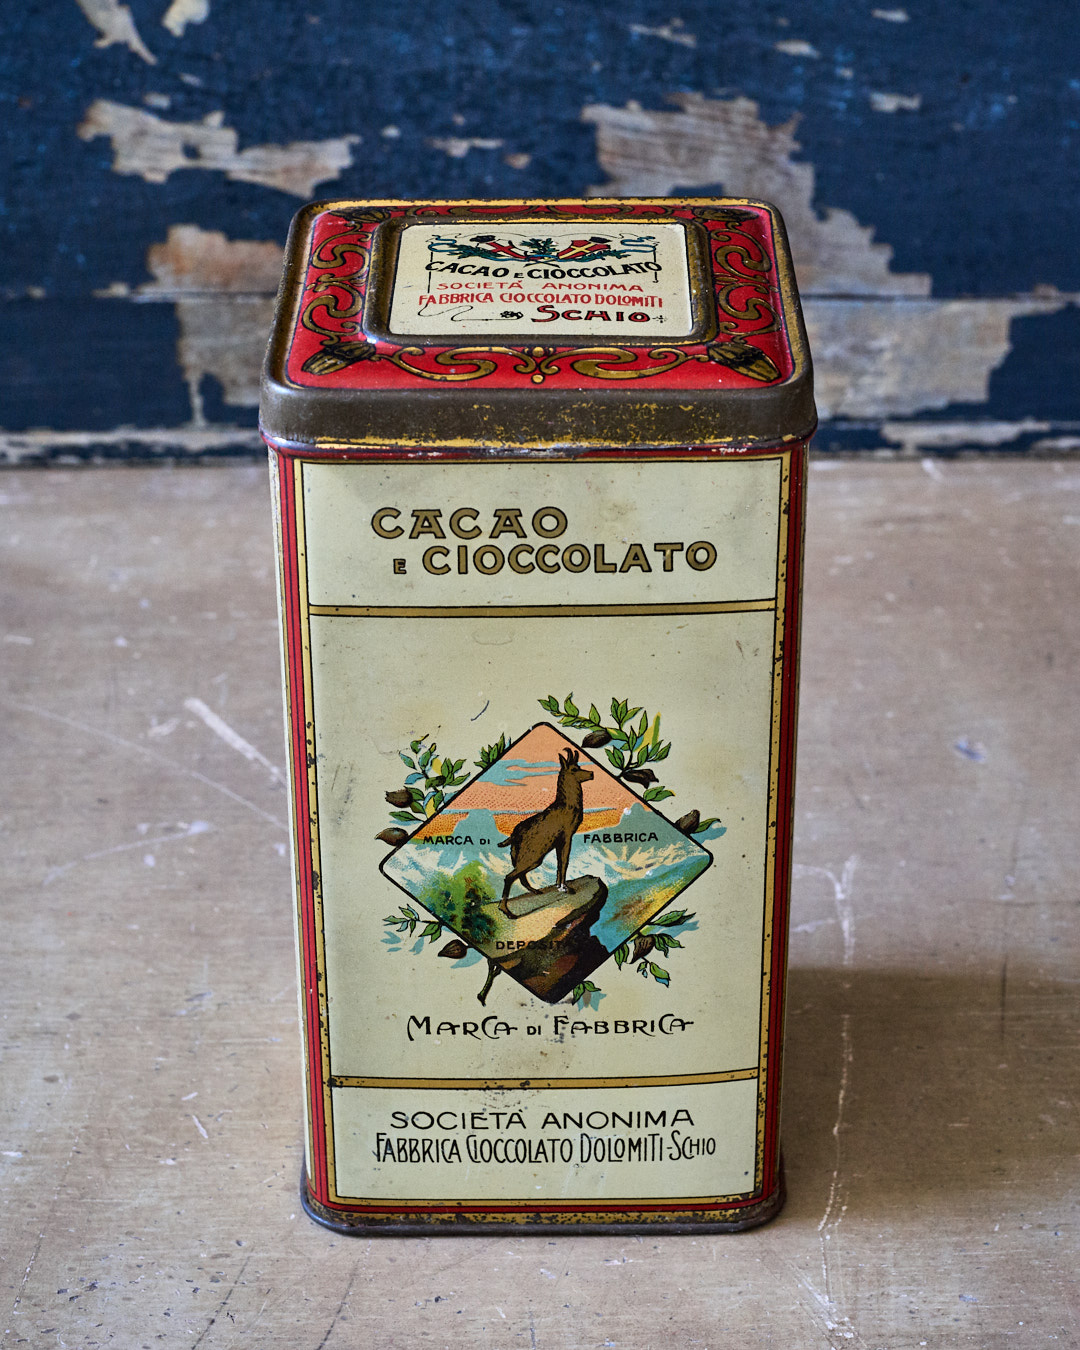 CACAO E CIOCCOLATO
SOCIETÀ ANONIMA
FABBRICA CIOCCOLATO DOLOMITI
SCHIO
CACAO
E CIOCCOLATO
MARCA DI FABBRICA
DEPOSIT
MARCA DI FABBRICA
SOCIETÀ ANONIMA
FABBRICA CIOCCOLATO DOLOMITI-SCHIO